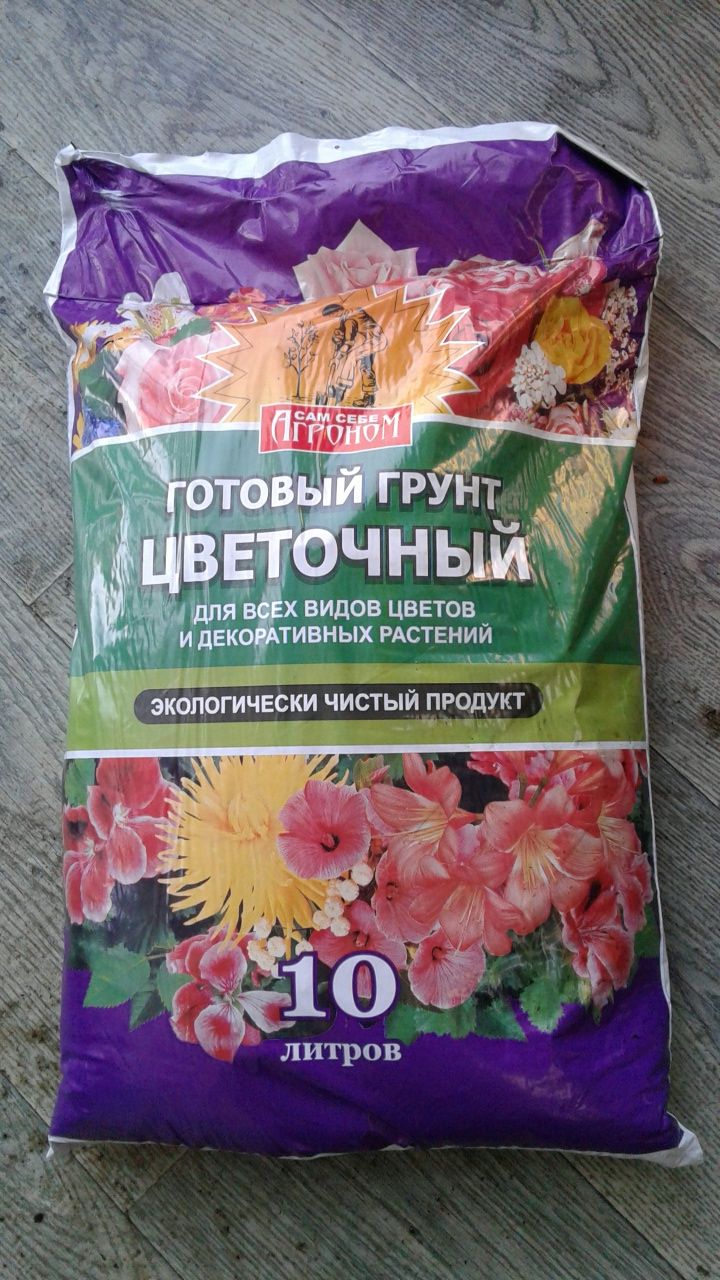 САМ СЕБЕ
АГРОНОМ
ГОТОВЫЙ ГРУНТ
ЦВЕТОЧНЫЙ
ДЛЯ ВСЕХ ВИДОВ ЦВЕТОВ
И ДЕКОРАТИВНЫХ РАСТЕНИЙ
ЭКОЛОГИЧЕСКИ ЧИСТЫЙ ПРОДУКТ
10
ЛИТРОВ